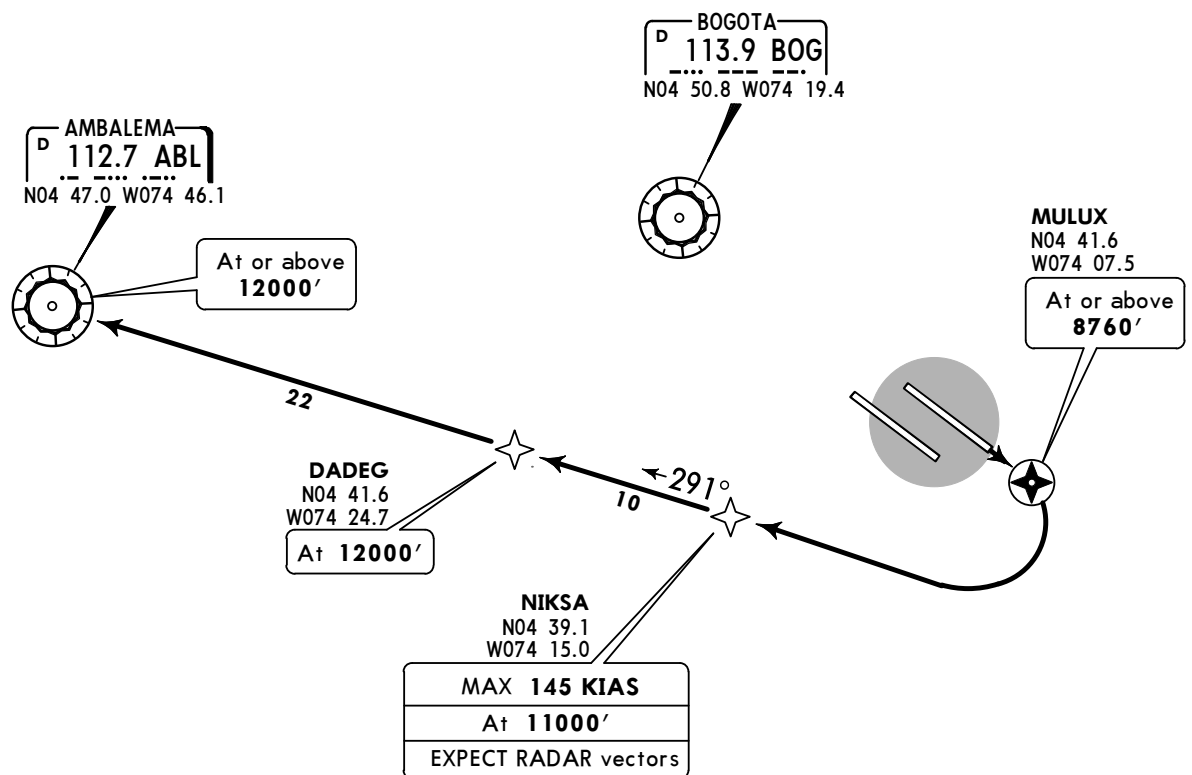 BOGOTA
D 113.9 BOG
N04 50.8 W074 19.4
AMBALEMA
D 112.7 ABL
N04 47.0 W074 46.1
At or above
12000′
MULUX
N04 41.6
W074 07.5
At or above
8760′
22
DADEG
N04 41.6
W074 24.7
At 12000′
291°
10
NIKSA
N04 39.1
W074 15.0
MAX 145 KIAS
At 11000′
EXPECT RADAR vectors